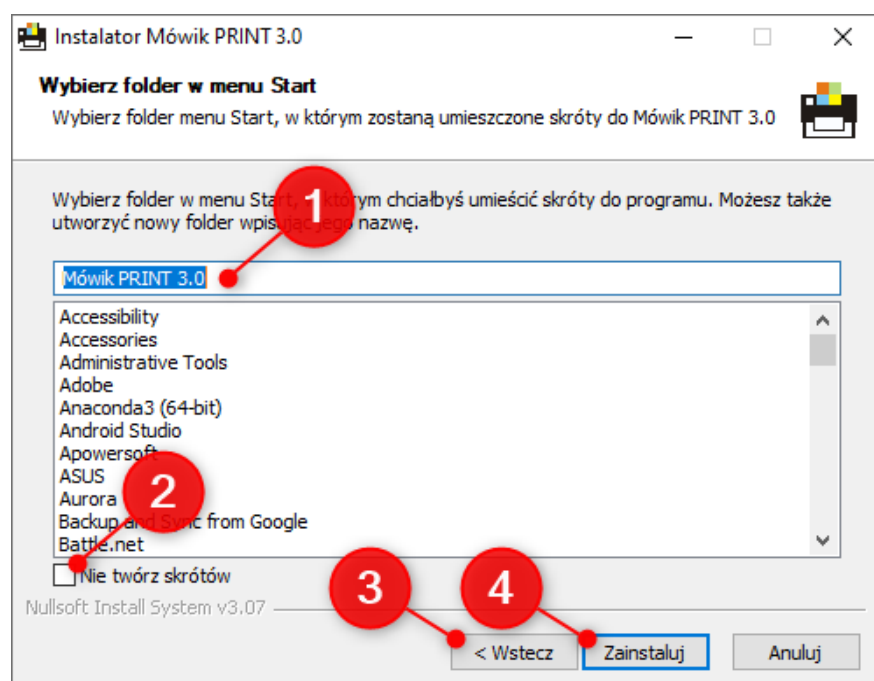 Instalator Mówik PRINT 3.0
Wybierz folder w menu Start
Wybierz folder menu Start, w którym zostaną umieszczone skróty do Mówik PRINT 3.0
Wybierz folder w menu Start, którym chciałbyś umieścić skróty do programu. Możesz także
utworzyć nowy folder wpisując jego nazwę.
1
Mówik PRINT 3.0
Accessibility
Accessories
Administrative Tools
Adobe
Anaconda3 (64-bit)
Android Studio
Apowersoft
ASUS
Aurora
2
Backup and Sync from Google
Battle.net
Nie twórz skrótów
3
4
Nullsoft Install System v3.07
< Wstecz
Zainstaluj
Anuluj